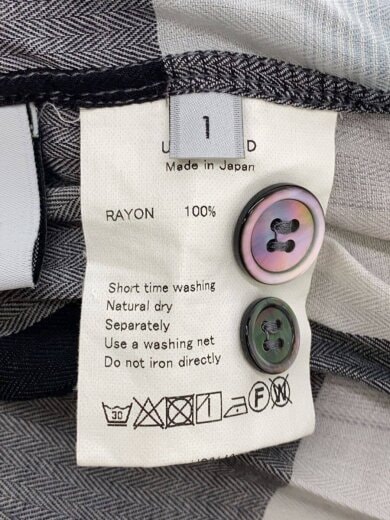 1
Made in Japan
RAYON 100%
Short time washing
Natural dry
Separately
Use a washing net
Do not iron directly
30
F W